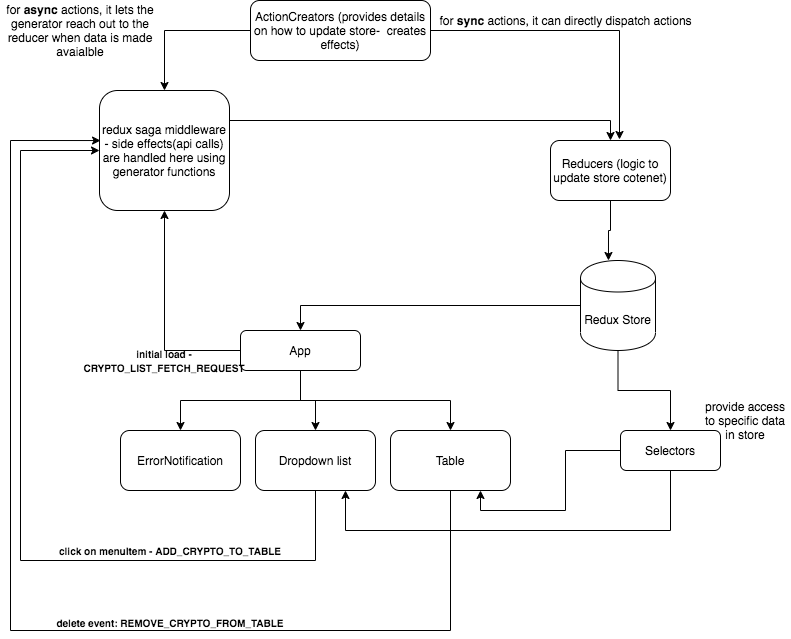 for async actions, it lets the
generator reach out to the
reducer when data is made
avaialble
ActionCreators (provides details
on how to update store-  creates
effects)
for sync actions, it can directly dispatch actions
redux saga middleware
- side effects(api calls)
are handled here using
generator functions
Reducers (logic to
update store cotenet)
Redux Store
App
initial load -
CRYPTO_LIST_FETCH_REQUEST
provide access
to specific data
in store
ErrorNotification
Dropdown list
Table
Selectors
click on menuItem - ADD_CRYPTO_TO_TABLE
delete event: REMOVE_CRYPTO_FROM_TABLE